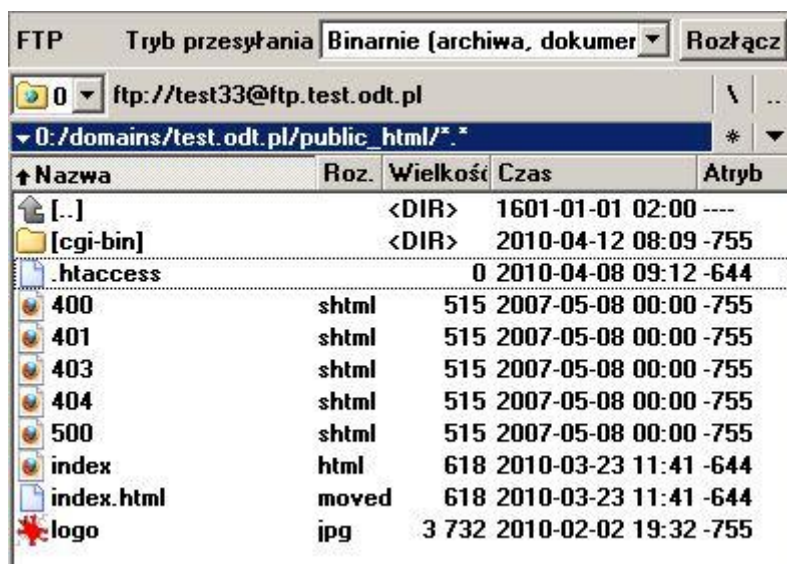 FTP Tryb przesyłania Binarnie (archiwa, dokumer Rozłącz
0 ftp://test33@ftp.test.odt.pl \ ..
0:/domains/test.odt.pl/public_html/*.* *
Nazwa Roz. Wielkość Czas Atryb
[..] <DIR> 1601-01-01 02:00 ----
[cgi-bin] <DIR> 2010-04-12 08:09 -755
.htaccess 0 2010-04-08 09:12 -644
400 shtml 515 2007-05-08 00:00 -755
401 shtml 515 2007-05-08 00:00 -755
403 shtml 515 2007-05-08 00:00 -755
404 shtml 515 2007-05-08 00:00 -755
500 shtml 515 2007-05-08 00:00 -755
index html 618 2010-03-23 11:41 -644
index.html moved 618 2010-03-23 11:41 -644
logo jpg 3 732 2010-02-02 19:32 -755